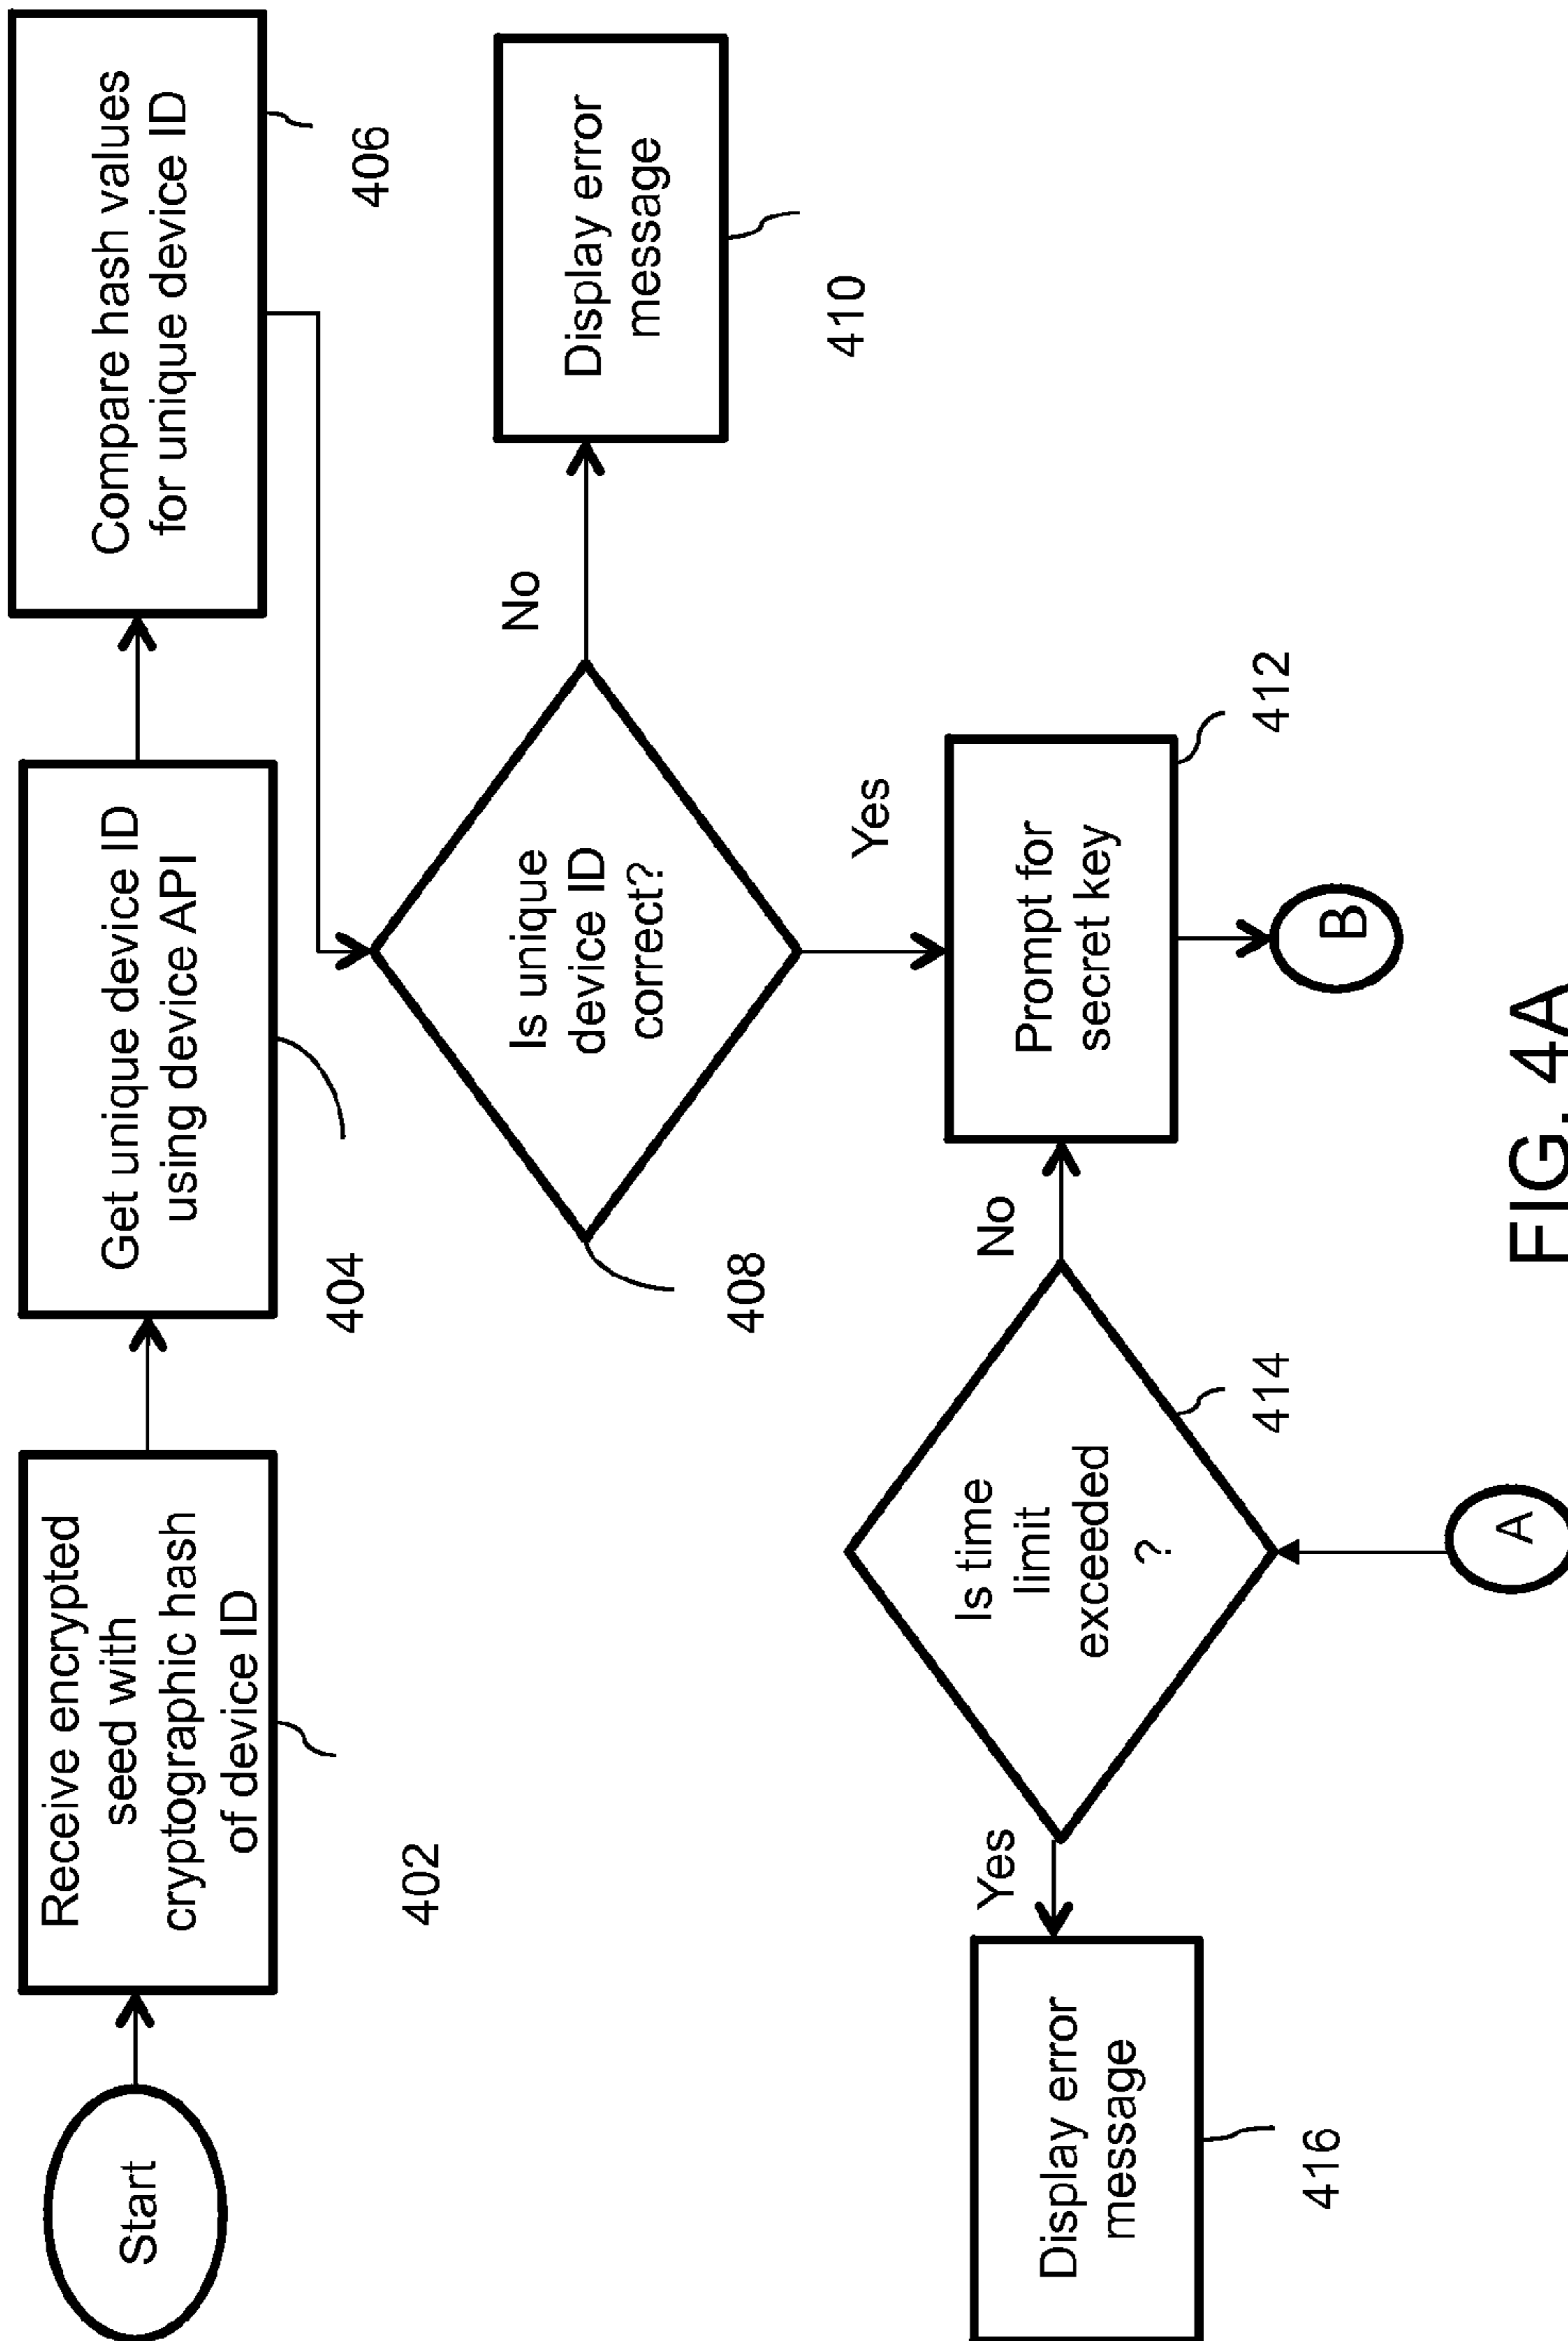 Start
Receive encrypted
seed with
cryptographic hash
of device ID
402
Get unique device ID
using device API
404
Compare hash values
for unique device ID
406
Is unique
device ID
correct?
408
No
Display error
message
410
Yes
Prompt for
secret key
412
B
Is time
limit
exceeded
?
414
No
Yes
Display error
message
416
A
FIG. 4A